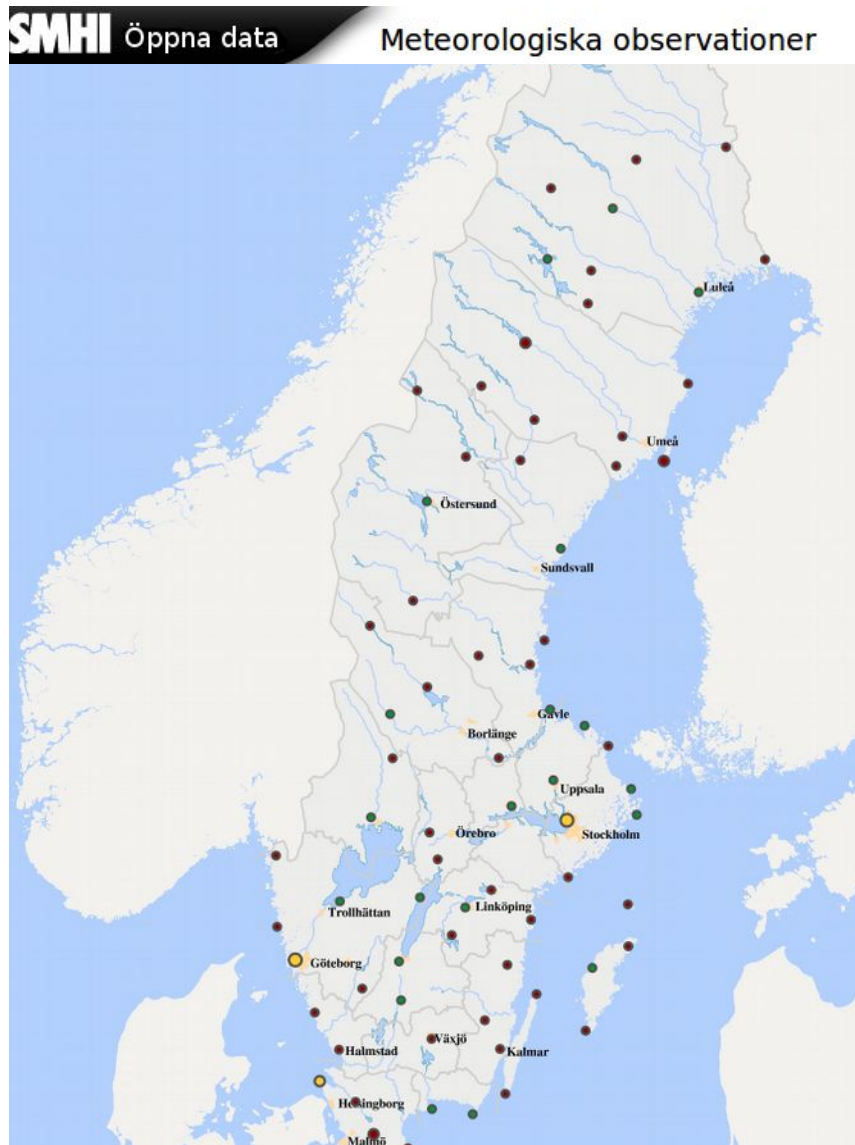 SMHI Öppna data
Meteorologiska observationer
Luleå
Umeå
Östersund
Sundsvall
Gävle
Borlänge
Uppsala
Örebro
Stockholm
Linköping
Trollhättan
Göteborg
Växjö
Halmstad
Kalmar
Helsingborg
Malmö